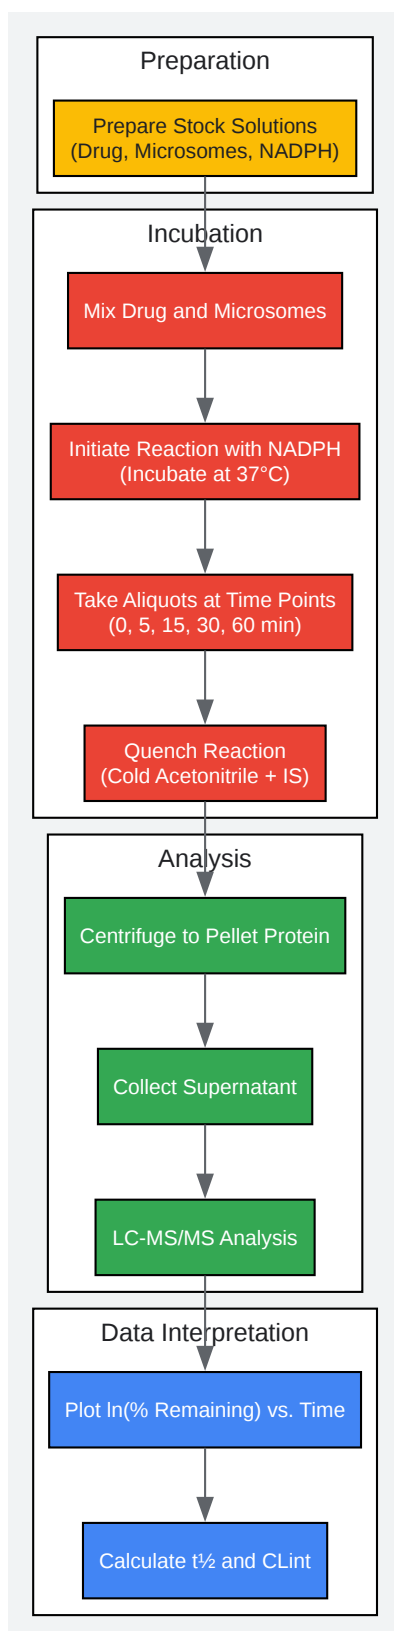 Preparation
Prepare Stock Solutions
(Drug, Microsomes, NADPH)
Incubation
Mix Drug and Microsomes
Initiate Reaction with NADPH
(Incubate at 37°C)
Take Aliquots at Time Points
(0, 5, 15, 30, 60 min)
Quench Reaction
(Cold Acetonitrile + IS)
Analysis
Centrifuge to Pellet Protein
Collect Supernatant
LC-MS/MS Analysis
Data Interpretation
Plot ln(% Remaining) vs. Time
Calculate t½ and CLint